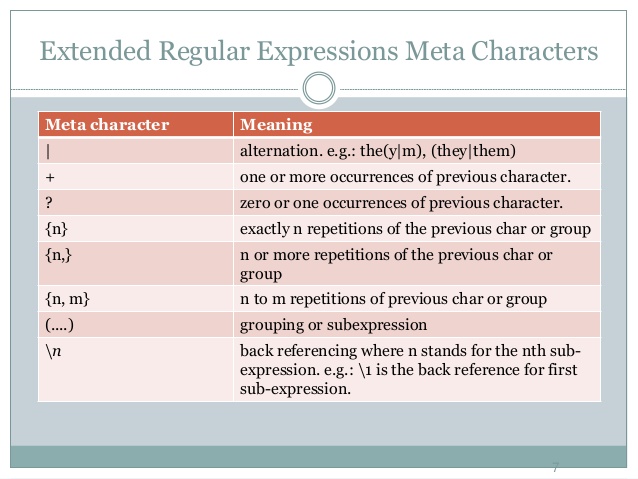 Extended Regular Expressions Meta Characters
Meta character Meaning
| alternation. e.g.: the(y|m), (they|them)
+ one or more occurrences of previous character.
? zero or one occurrences of previous character.
{n} exactly n repetitions of the previous char or group
{n,} n or more repetitions of the previous char or
group
{n, m} n to m repetitions of previous char or group
(....) grouping or subexpression
\n back referencing where n stands for the nth sub-
expression. e.g.: \1 is the back reference for first
sub-expression.
7